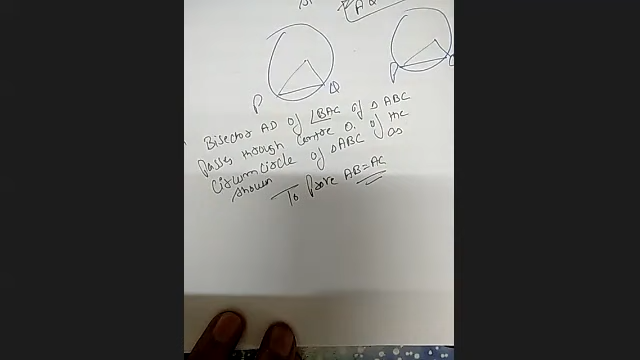 A Q
P
Q
P
Bisector AD of ∠BAC of △ ABC
Passes through Centre O. of the
Circumcircle of △ABC as
shown
To Prove AB=AC